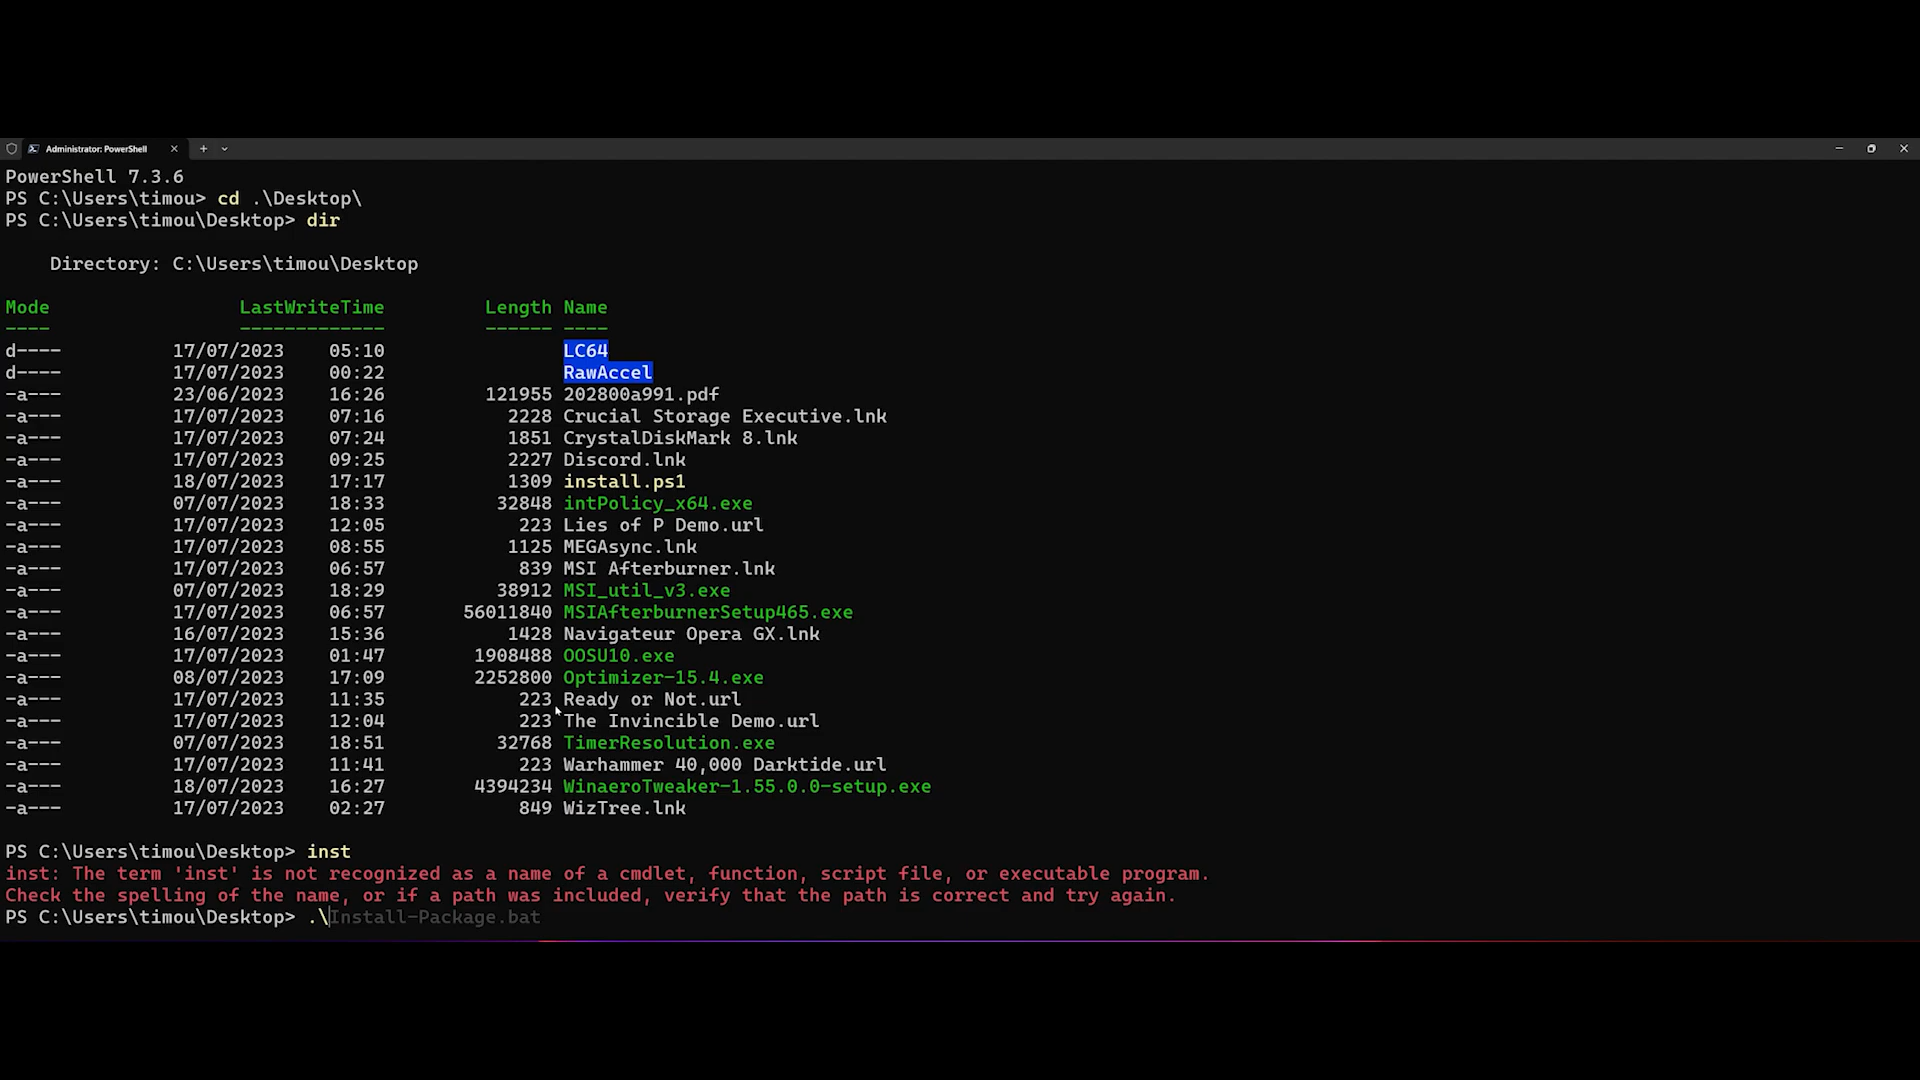 Administrator: PowerShell
PowerShell 7.3.6
PS C:\Users\timou> cd .\Desktop\
PS C:\Users\timou\Desktop> dir
Directory: C:\Users\timou\Desktop
Mode LastWriteTime Length Name
---- ------------- ------ ----
d---- 17/07/2023 05:10 LC64
d---- 17/07/2023 00:22 RawAccel
-a--- 23/06/2023 16:26 121955 202800a991.pdf
-a--- 17/07/2023 07:16 2228 Crucial Storage Executive.lnk
-a--- 17/07/2023 07:24 1851 CrystalDiskMark 8.lnk
-a--- 17/07/2023 09:25 2227 Discord.lnk
-a--- 18/07/2023 17:17 1309 install.ps1
-a--- 07/07/2023 18:33 32848 intPolicy_x64.exe
-a--- 17/07/2023 12:05 223 Lies of P Demo.url
-a--- 17/07/2023 08:55 1125 MEGAsync.lnk
-a--- 17/07/2023 06:57 839 MSI Afterburner.lnk
-a--- 07/07/2023 18:29 38912 MSI_util_v3.exe
-a--- 17/07/2023 06:57 56011840 MSIAfterburnerSetup465.exe
-a--- 16/07/2023 15:36 1428 Navigateur Opera GX.lnk
-a--- 17/07/2023 01:47 1908488 OOSU10.exe
-a--- 08/07/2023 17:09 2252800 Optimizer-15.4.exe
-a--- 17/07/2023 11:35 223 Ready or Not.url
-a--- 17/07/2023 12:04 223 The Invincible Demo.url
-a--- 07/07/2023 18:51 32768 TimerResolution.exe
-a--- 17/07/2023 11:41 223 Warhammer 40,000 Darktide.url
-a--- 18/07/2023 16:27 4394234 WinaeroTweaker-1.55.0.0-setup.exe
-a--- 17/07/2023 02:27 849 WizTree.lnk
PS C:\Users\timou\Desktop> inst
inst: The term 'inst' is not recognized as a name of a cmdlet, function, script file, or executable program.
Check the spelling of the name, or if a path was included, verify that the path is correct and try again.
PS C:\Users\timou\Desktop> .\Install-Package.bat